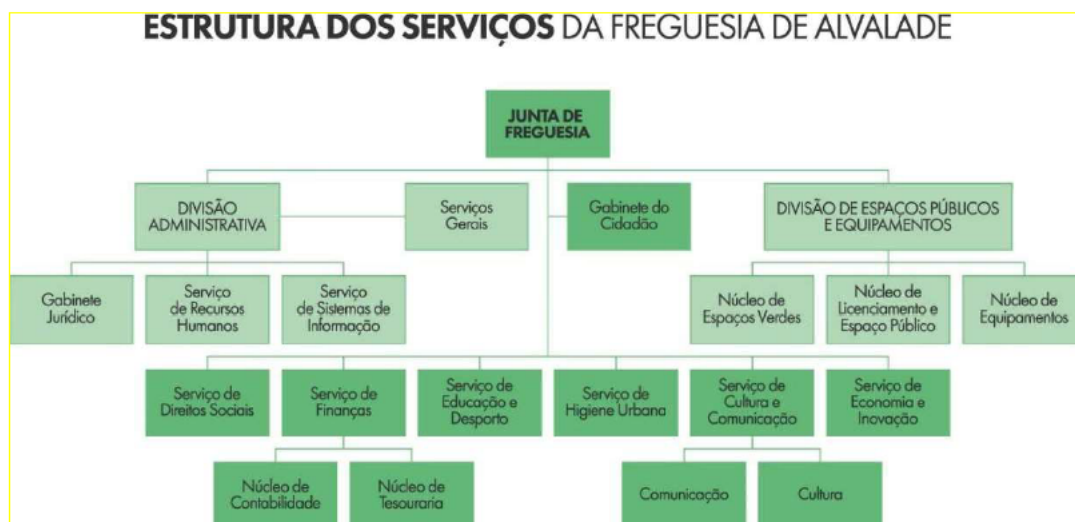 ESTRUTURA DOS SERVIÇOS DA FREGUESIA DE ALVALADE
JUNTA DE
FREGUESIA
DIVISÃO
ADMINISTRATIVA
Serviços
Gerais
Gabinete do
Cidadão
DIVISÃO DE ESPAÇOS PÚBLICOS
E EQUIPAMENTOS
Gabinete
Jurídico
Serviço
de Recursos
Humanos
Serviço
de Sistemas de
Informação
Núcleo de
Espaços Verdes
Núcleo de
Licenciamento e
Espaço Público
Núcleo de
Equipamentos
Serviço de
Direitos Sociais
Serviço de
Finanças
Serviço de
Educação e
Desporto
Serviço de
Higiene Urbana
Serviço de
Cultura e
Comunicação
Serviço de
Economia e
Inovação
Núcleo de
Contabilidade
Núcleo de
Tesouraria
Comunicação
Cultura